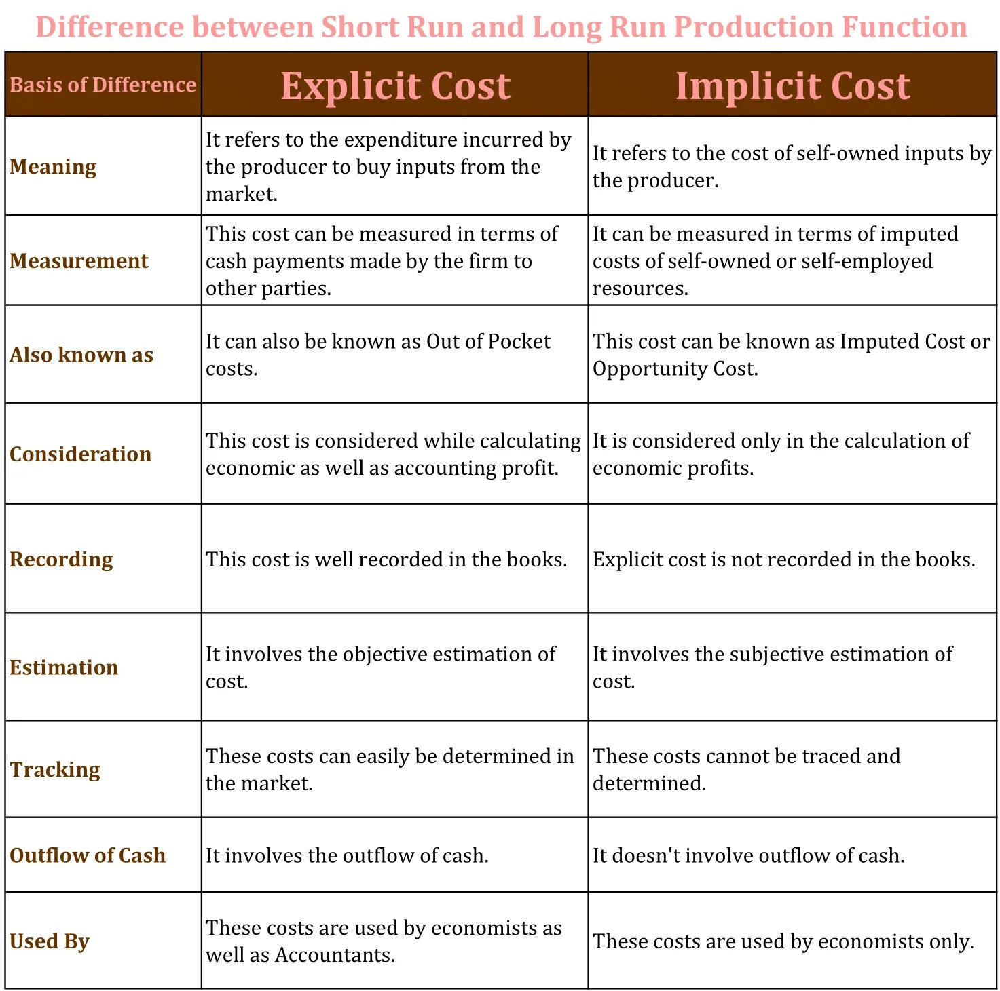 Difference between Short Run and Long Run Production Function
Basis of Difference
Explicit Cost
Implicit Cost
Meaning
It refers to the expenditure incurred by
the producer to buy inputs from the
market.
It refers to the cost of self-owned inputs by
the producer.
Measurement
This cost can be measured in terms of
cash payments made by the firm to
other parties.
It can be measured in terms of imputed
costs of self-owned or self-employed
resources.
Also known as
It can also be known as Out of Pocket
costs.
This cost can be known as Imputed Cost or
Opportunity Cost.
Consideration
This cost is considered while calculating
economic as well as accounting profit.
It is considered only in the calculation of
economic profits.
Recording
This cost is well recorded in the books.
Explicit cost is not recorded in the books.
Estimation
It involves the objective estimation of
cost.
It involves the subjective estimation of
cost.
Tracking
These costs can easily be determined in
the market.
These costs cannot be traced and
determined.
Outflow of Cash
It involves the outflow of cash.
It doesn't involve outflow of cash.
Used By
These costs are used by economists as
well as Accountants.
These costs are used by economists only.